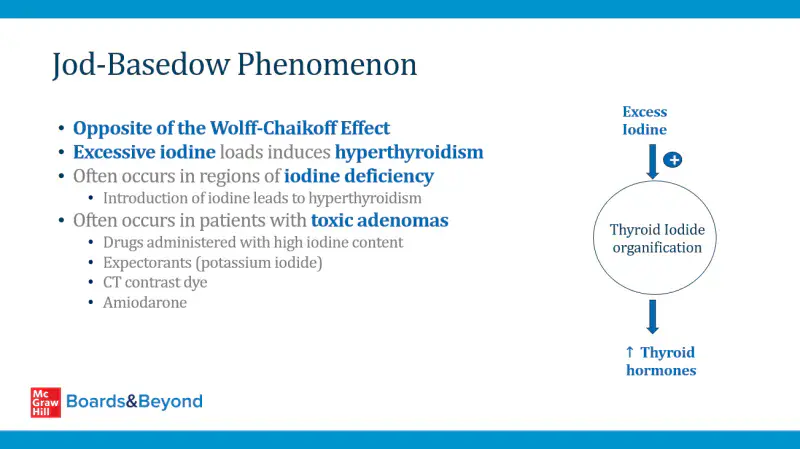 Jod-Basedow Phenomenon
• Opposite of the Wolff-Chaikoff Effect
• Excessive iodine loads induces hyperthyroidism
• Often occurs in regions of iodine deficiency
• Introduction of iodine leads to hyperthyroidism
• Often occurs in patients with toxic adenomas
• Drugs administered with high iodine content
• Expectorants (potassium iodide)
• CT contrast dye
• Amiodarone
Excess
Iodine
+
Thyroid Iodide
organification
↑ Thyroid
hormones
Mc
Graw
Hill
Boards&Beyond